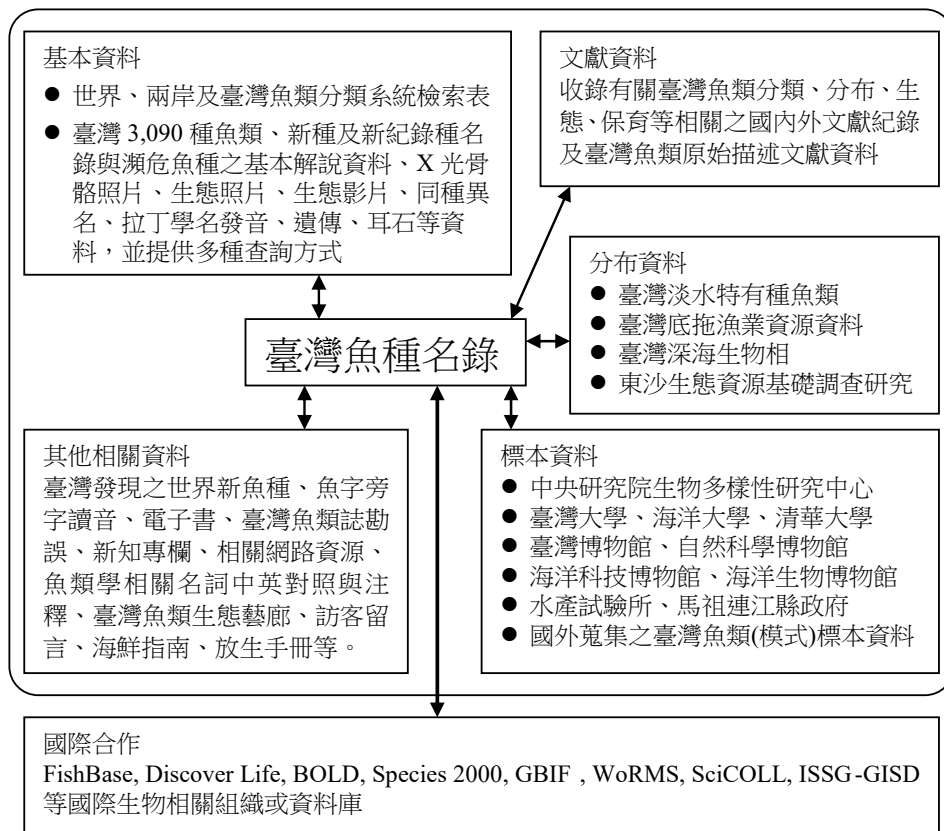 基本資料
● 世界、兩岸及臺灣魚類分類系統檢索表
● 臺灣 3,090 種魚類、新種及新紀錄種名
錄與瀕危魚種之基本解說資料、X 光骨
骼照片、生態照片、生態影片、同種異
名、拉丁學名發音、遺傳、耳石等資
料，並提供多種查詢方式
文獻資料
收錄有關臺灣魚類分類、分布、生
態、保育等相關之國內外文獻紀錄
及臺灣魚類原始描述文獻資料
分布資料
● 臺灣淡水特有種魚類
● 臺灣底拖漁業資源資料
● 臺灣深海生物相
● 東沙生態資源基礎調查研究
臺灣魚種名錄
其他相關資料
臺灣發現之世界新魚種、魚字旁
字讀音、電子書、臺灣魚類誌勘
誤、新知專欄、相關網路資源、
魚類學相關名詞中英對照與注
釋、臺灣魚類生態藝廊、訪客留
言、海鮮指南、放生手冊等。
標本資料
● 中央研究院生物多樣性研究中心
● 臺灣大學、海洋大學、清華大學
● 臺灣博物館、自然科學博物館
● 海洋科技博物館、海洋生物博物館
● 水產試驗所、馬祖連江縣政府
● 國外蒐集之臺灣魚類(模式)標本資料
國際合作
FishBase, Discover Life, BOLD, Species 2000, GBIF , WoRMS, SciCOLL, ISSG-GISD
等國際生物相關組織或資料庫